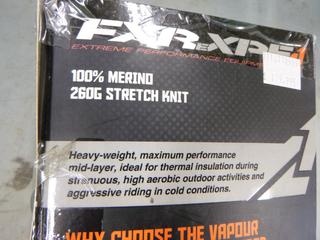 FXR
EXTREME PERFORMANCE EQUIPMENT
100% MERINO
260G STRETCH KNIT
Heavy-weight, maximum performance
mid-layer, ideal for thermal insulation during
strenuous, high aerobic outdoor activities and
aggressive riding in cold conditions.
WHY CHOOSE THE VAPOUR